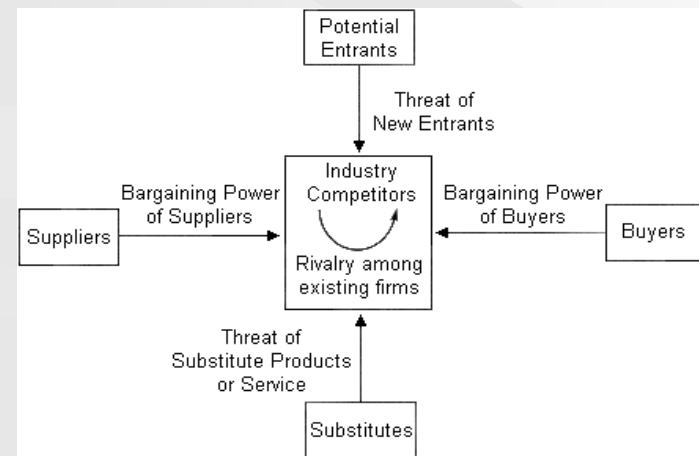 Potential
Entrants
Threat of
New Entrants
Industry
Competitors
Bargaining Power
of Suppliers
Bargaining Power
of Buyers
Suppliers
Buyers
Rivalry among
existing firms
Threat of
Substitute Products
or Service
Substitutes